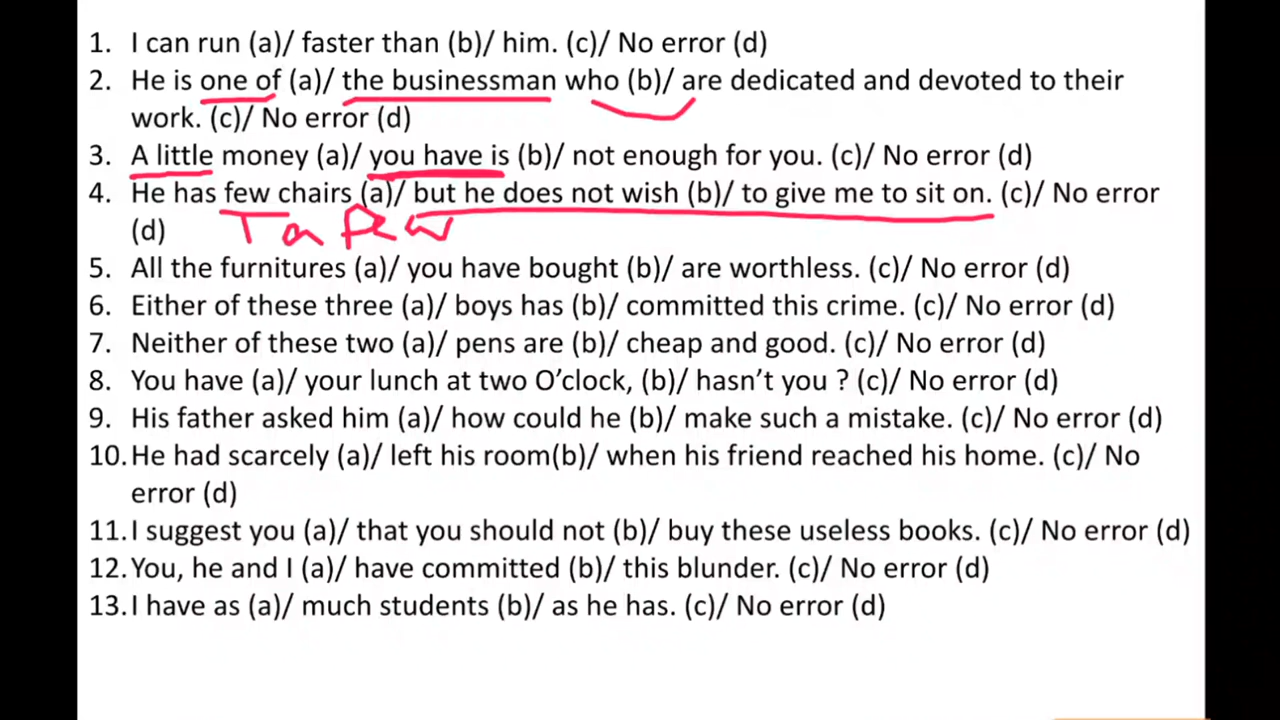 1. I can run (a)/ faster than (b)/ him. (c)/ No error (d)
2. He is one of (a)/ the businessman who (b)/ are dedicated and devoted to their
work. (c)/ No error (d)
3. A little money (a)/ you have is (b)/ not enough for you. (c)/ No error (d)
4. He has few chairs (a)/ but he does not wish (b)/ to give me to sit on. (c)/ No error
(d) T a few
5. All the furnitures (a)/ you have bought (b)/ are worthless. (c)/ No error (d)
6. Either of these three (a)/ boys has (b)/ committed this crime. (c)/ No error (d)
7. Neither of these two (a)/ pens are (b)/ cheap and good. (c)/ No error (d)
8. You have (a)/ your lunch at two O’clock, (b)/ hasn’t you ? (c)/ No error (d)
9. His father asked him (a)/ how could he (b)/ make such a mistake. (c)/ No error (d)
10. He had scarcely (a)/ left his room(b)/ when his friend reached his home. (c)/ No
error (d)
11. I suggest you (a)/ that you should not (b)/ buy these useless books. (c)/ No error (d)
12. You, he and I (a)/ have committed (b)/ this blunder. (c)/ No error (d)
13. I have as (a)/ much students (b)/ as he has. (c)/ No error (d)